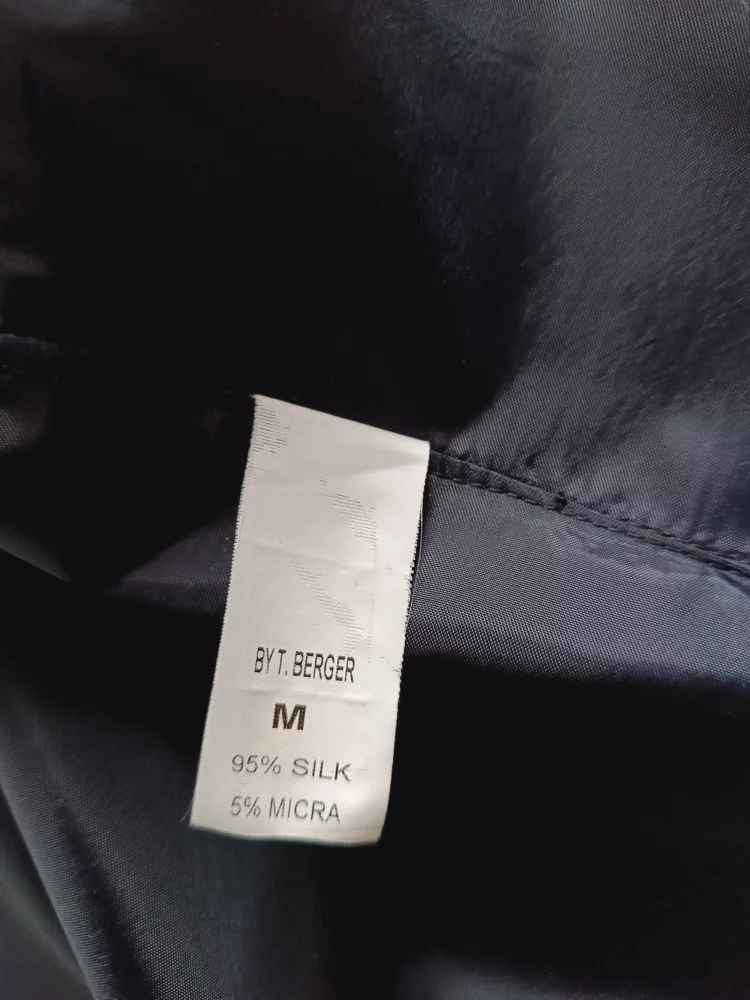 BY T. BERGER
M
95% SILK
5% MICRA